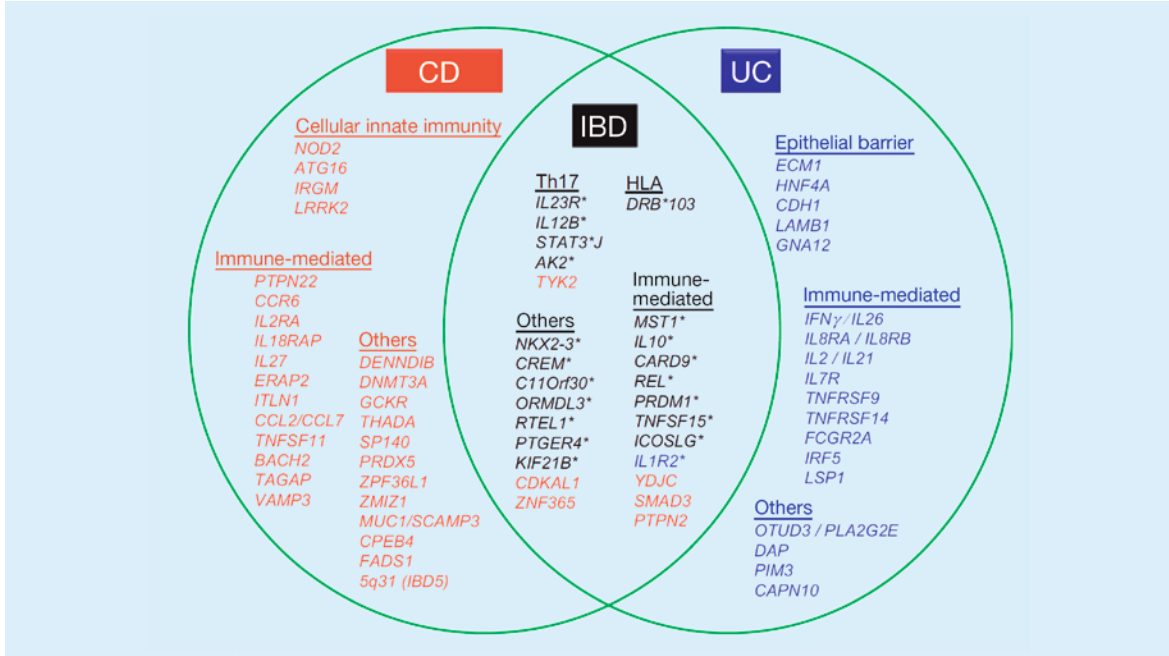 CD
UC
IBD
Cellular innate immunity
NOD2
ATG16
IRGM
LRRK2
Immune-mediated
PTPN22
CCR6
IL2RA
IL18RAP
IL27
ERAP2
ITLN1
CCL2/CCL7
TNFSF11
BACH2
TAGAP
VAMP3
Others
DENNDIB
DNMT3A
GCKR
THADA
SP140
PRDX5
ZPF36L1
ZMIZ1
MUC1/SCAMP3
CPEB4
FADS1
5q31 (IBD5)
Th17
IL23R*
IL12B*
STAT3*J
AK2*
TYK2
HLA
DRB*103
Others
NKX2-3*
CREM*
C11Orf30*
ORMDL3*
RTEL1*
PTGER4*
KIF21B*
CDKAL1
ZNF365
Immune-
mediated
MST1*
IL10*
CARD9*
REL*
PRDM1*
TNFSF15*
ICOSLG*
IL1R2*
YDJC
SMAD3
PTPN2
Epithelial barrier
ECM1
HNF4A
CDH1
LAMB1
GNA12
Immune-mediated
IFNγ/IL26
IL8RA / IL8RB
IL2 / IL21
IL7R
TNFRSF9
TNFRSF14
FCGR2A
IRF5
LSP1
Others
OTUD3 / PLA2G2E
DAP
PIM3
CAPN10